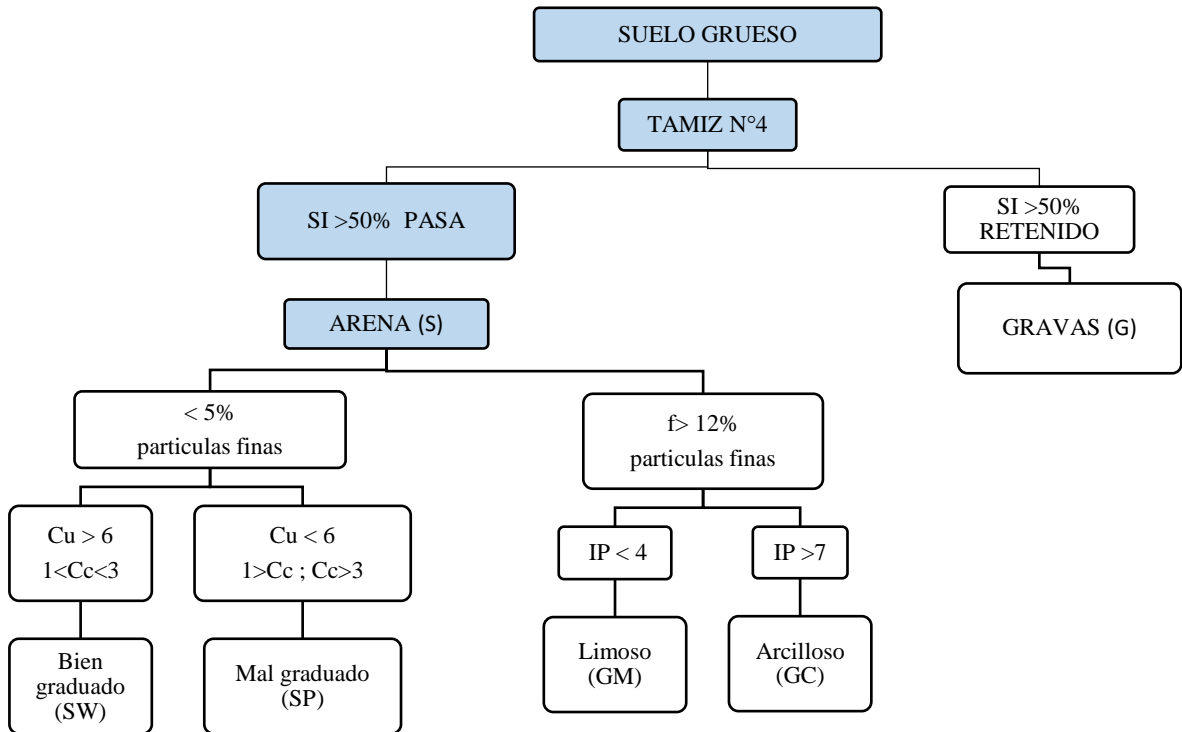 SUELO GRUESO
TAMIZ N°4
SI >50% PASA
SI >50%
RETENIDO
ARENA (S)
GRAVAS (G)
< 5%
particulas finas
f> 12%
particulas finas
Cu > 6
1<Cc<3
Cu < 6
1>Cc ; Cc>3
IP < 4
IP >7
Bien
graduado
(SW)
Mal graduado
(SP)
Limoso
(GM)
Arcilloso
(GC)